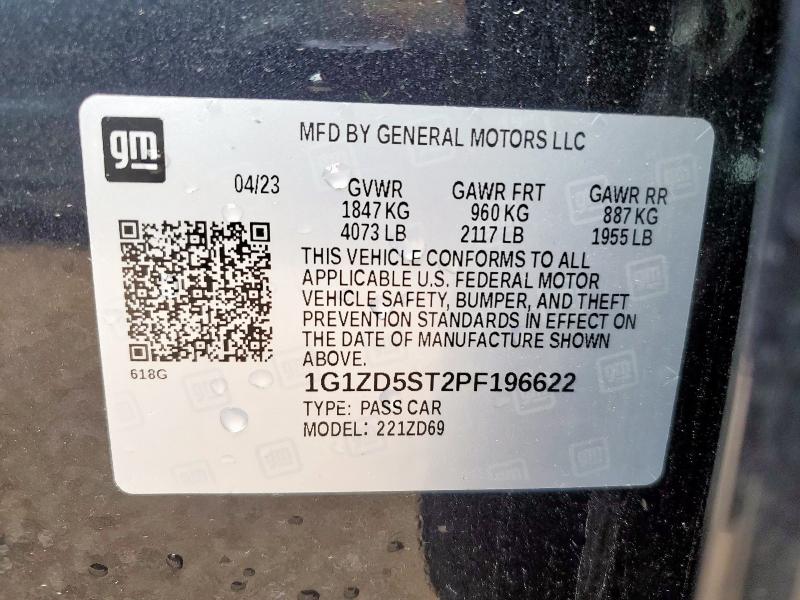 gm
MFD BY GENERAL MOTORS LLC
04/23
GVWR GAWR FRT GAWR RR
1847 KG 960 KG 887 KG
4073 LB 2117 LB 1955 LB
THIS VEHICLE CONFORMS TO ALL
APPLICABLE U.S. FEDERAL MOTOR
VEHICLE SAFETY, BUMPER, AND THEFT
PREVENTION STANDARDS IN EFFECT ON
THE DATE OF MANUFACTURE SHOWN
ABOVE.
618G
1G1ZD5ST2PF196622
TYPE: PASS CAR
MODEL: 221ZD69